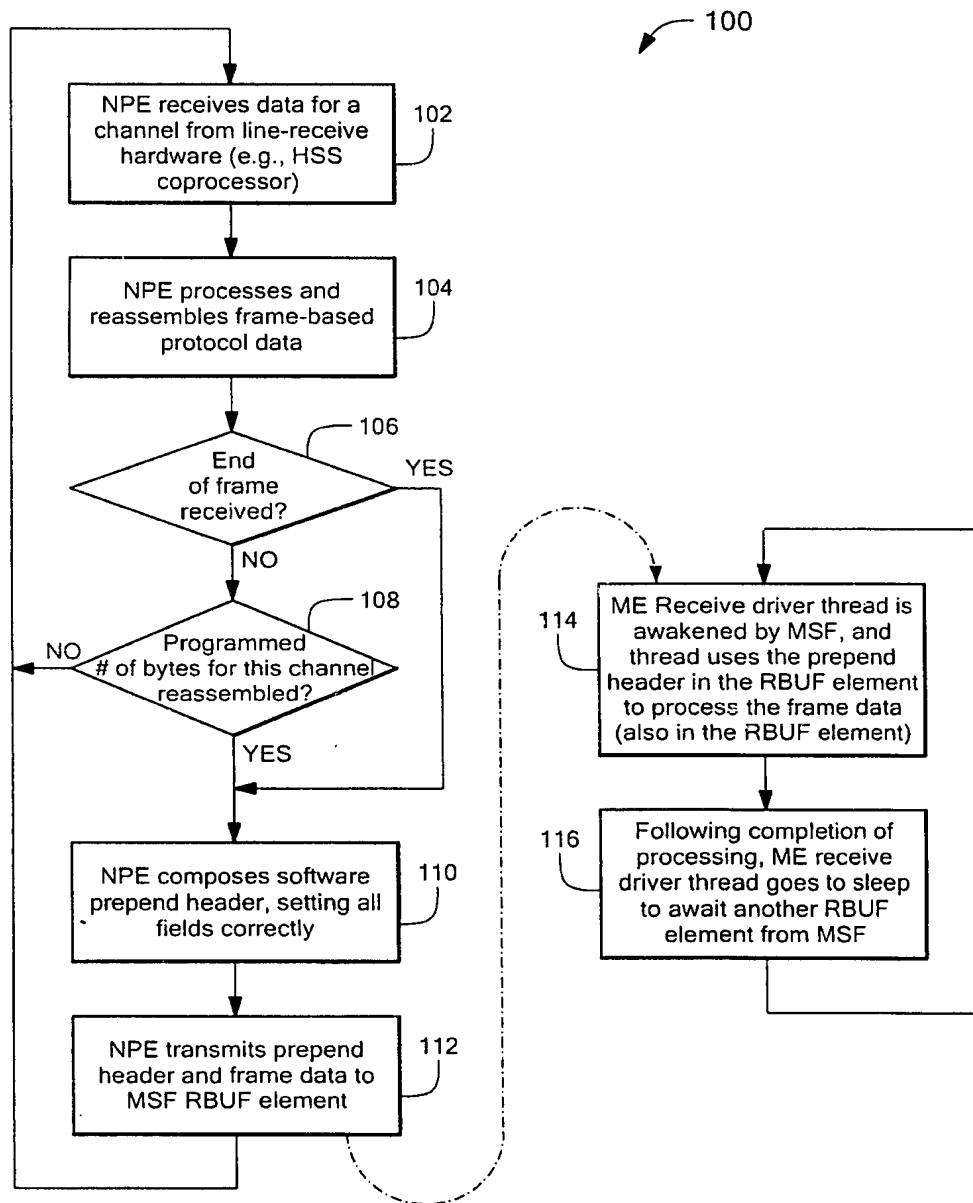 100
NPE receives data for a
channel from line-receive
hardware (e.g., HSS
coprocessor)
102
NPE processes and
reassembles frame-based
protocol data
104
106
End
of frame
received?
YES
NO
108
Programmed
# of bytes for this channel
reassembled?
NO
YES
NPE composes software
prepend header, setting all
fields correctly
110
NPE transmits prepend
header and frame data to
MSF RBUF element
112
114
ME Receive driver thread is
awakened by MSF, and
thread uses the prepend
header in the RBUF element
to process the frame data
(also in the RBUF element)
116
Following completion of
processing, ME receive
driver thread goes to sleep
to await another RBUF
element from MSF